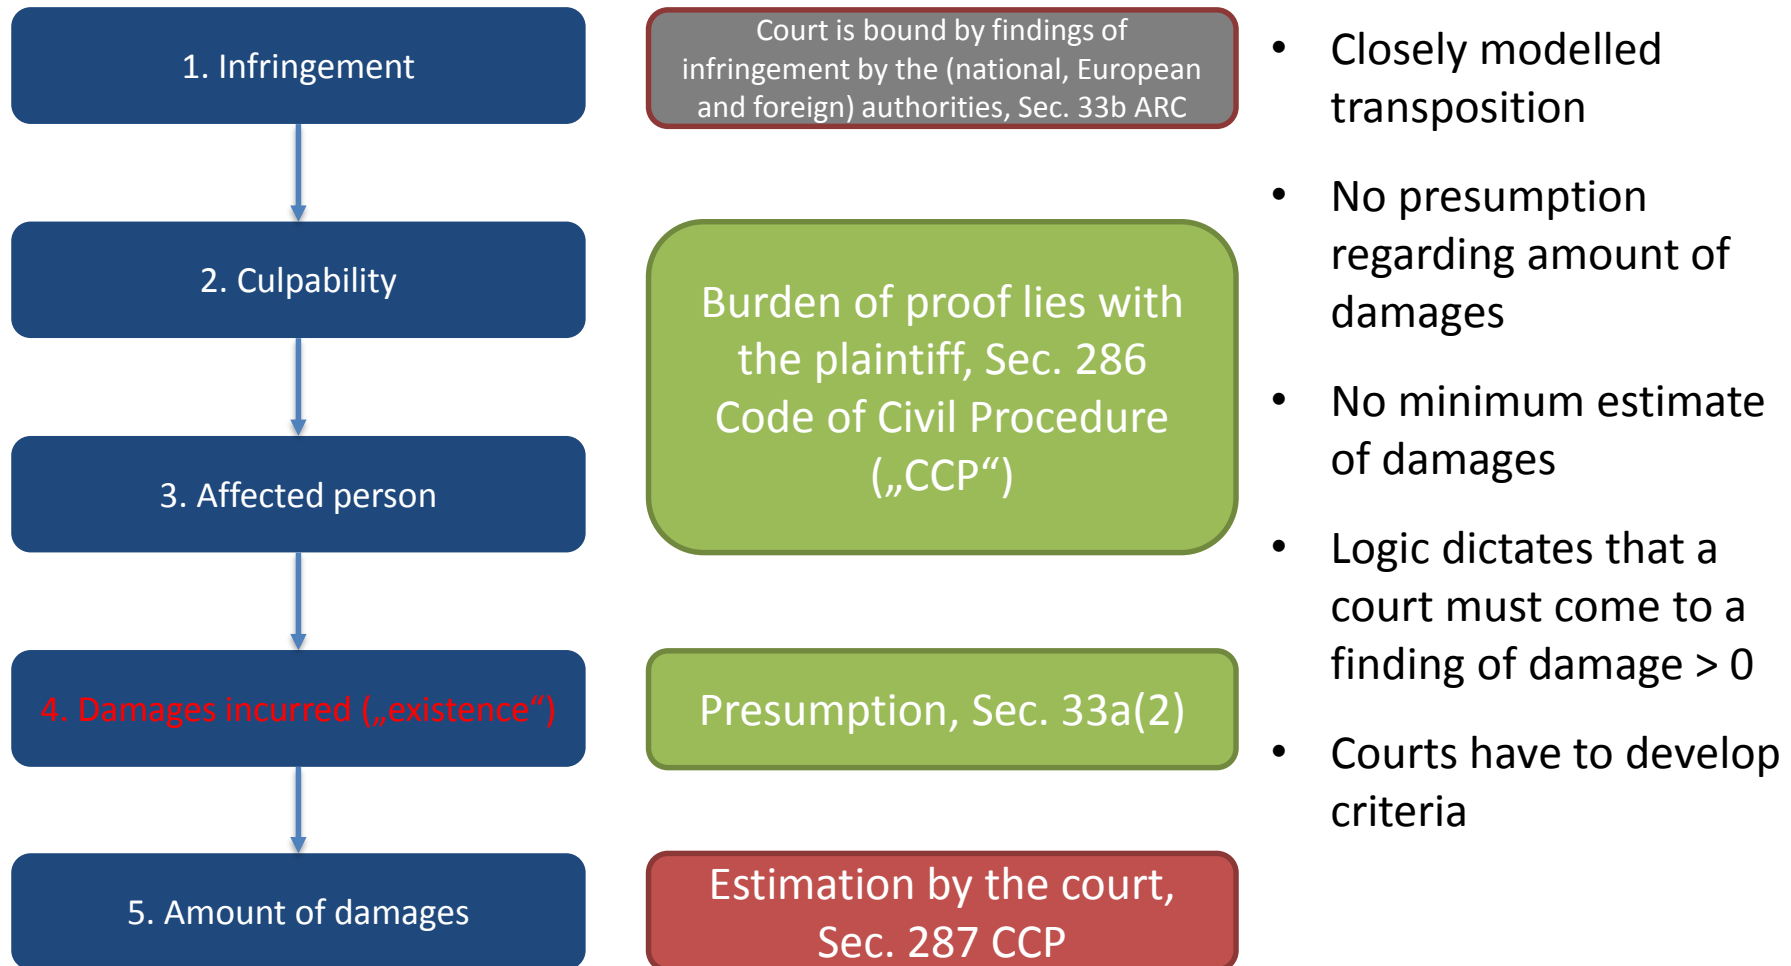 1. Infringement
Court is bound by findings of
infringement by the (national, European
and foreign) authorities, Sec. 33b ARC
2. Culpability
Burden of proof lies with
the plaintiff, Sec. 286
Code of Civil Procedure
(„CCP“)
3. Affected person
4. Damages incurred („existence“)
Presumption, Sec. 33a(2)
5. Amount of damages
Estimation by the court,
Sec. 287 CCP
• Closely modelled
transposition
• No presumption
regarding amount of
damages
• No minimum estimate
of damages
• Logic dictates that a
court must come to a
finding of damage > 0
• Courts have to develop
criteria